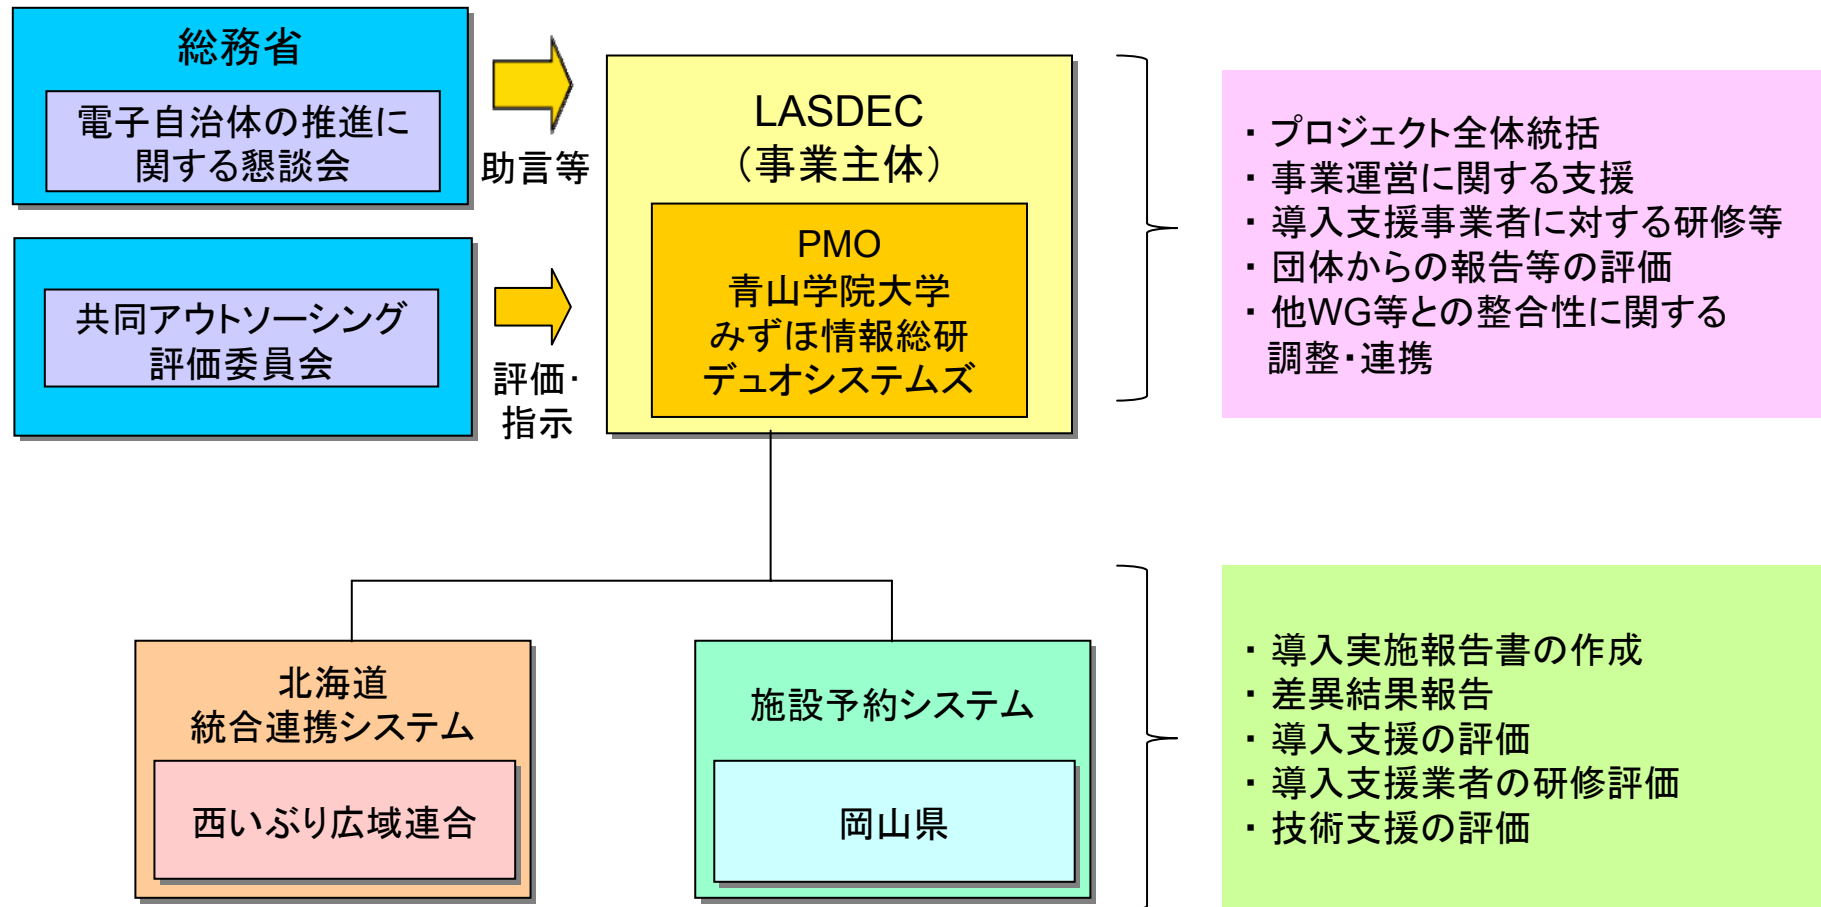 総務省
電子自治体の推進に
関する懇談会
助言等
共同アウトソーシング
評価委員会
評価・
指示
LASDEC
（事業主体）
PMO
青山学院大学
みずほ情報総研
デュオシステムズ
・ プロジェクト全体統括
・ 事業運営に関する支援
・ 導入支援事業者に対する研修等
・ 団体からの報告等の評価
・ 他WG等との整合性に関する
調整・連携
北海道
統合連携システム
西いぶり広域連合
施設予約システム
岡山県
・ 導入実施報告書の作成
・ 差異結果報告
・ 導入支援の評価
・ 導入支援業者の研修評価
・ 技術支援の評価